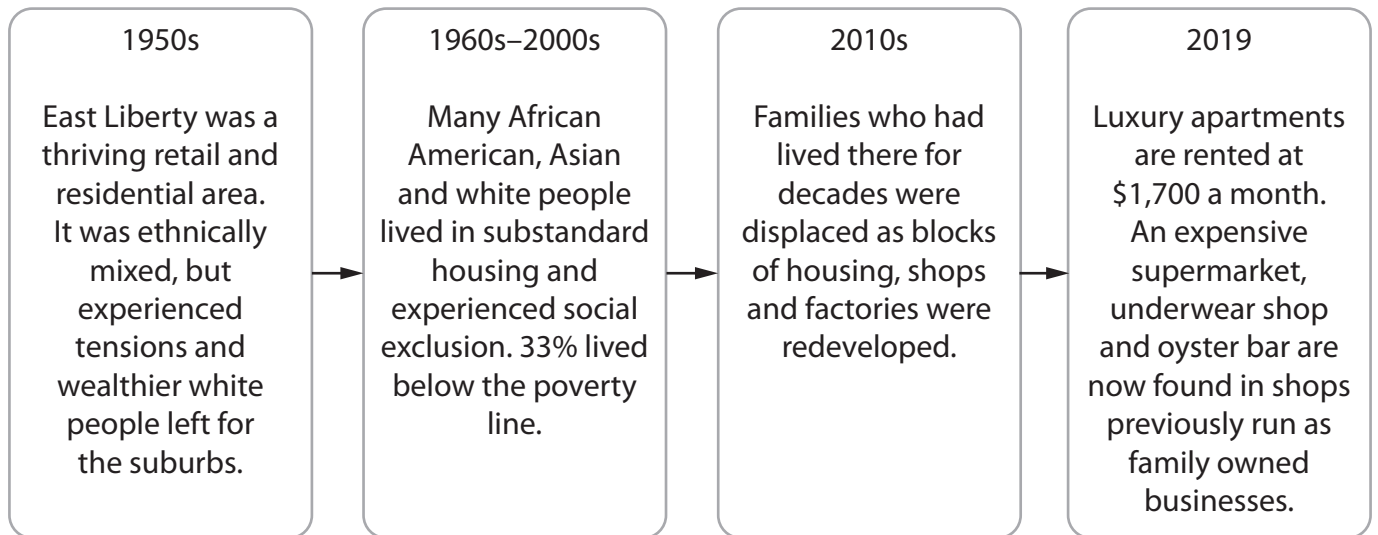 1950s
East Liberty was a
thriving retail and
residential area.
It was ethnically
mixed, but
experienced
tensions and
wealthier white
people left for
the suburbs.
1960s–2000s
Many African
American, Asian
and white people
lived in substandard
housing and
experienced social
exclusion. 33% lived
below the poverty
line.
2010s
Families who had
lived there for
decades were
displaced as blocks
of housing, shops
and factories were
redeveloped.
2019
Luxury apartments
are rented at
$1,700 a month.
An expensive
supermarket,
underwear shop
and oyster bar are
now found in shops
previously run as
family owned
businesses.